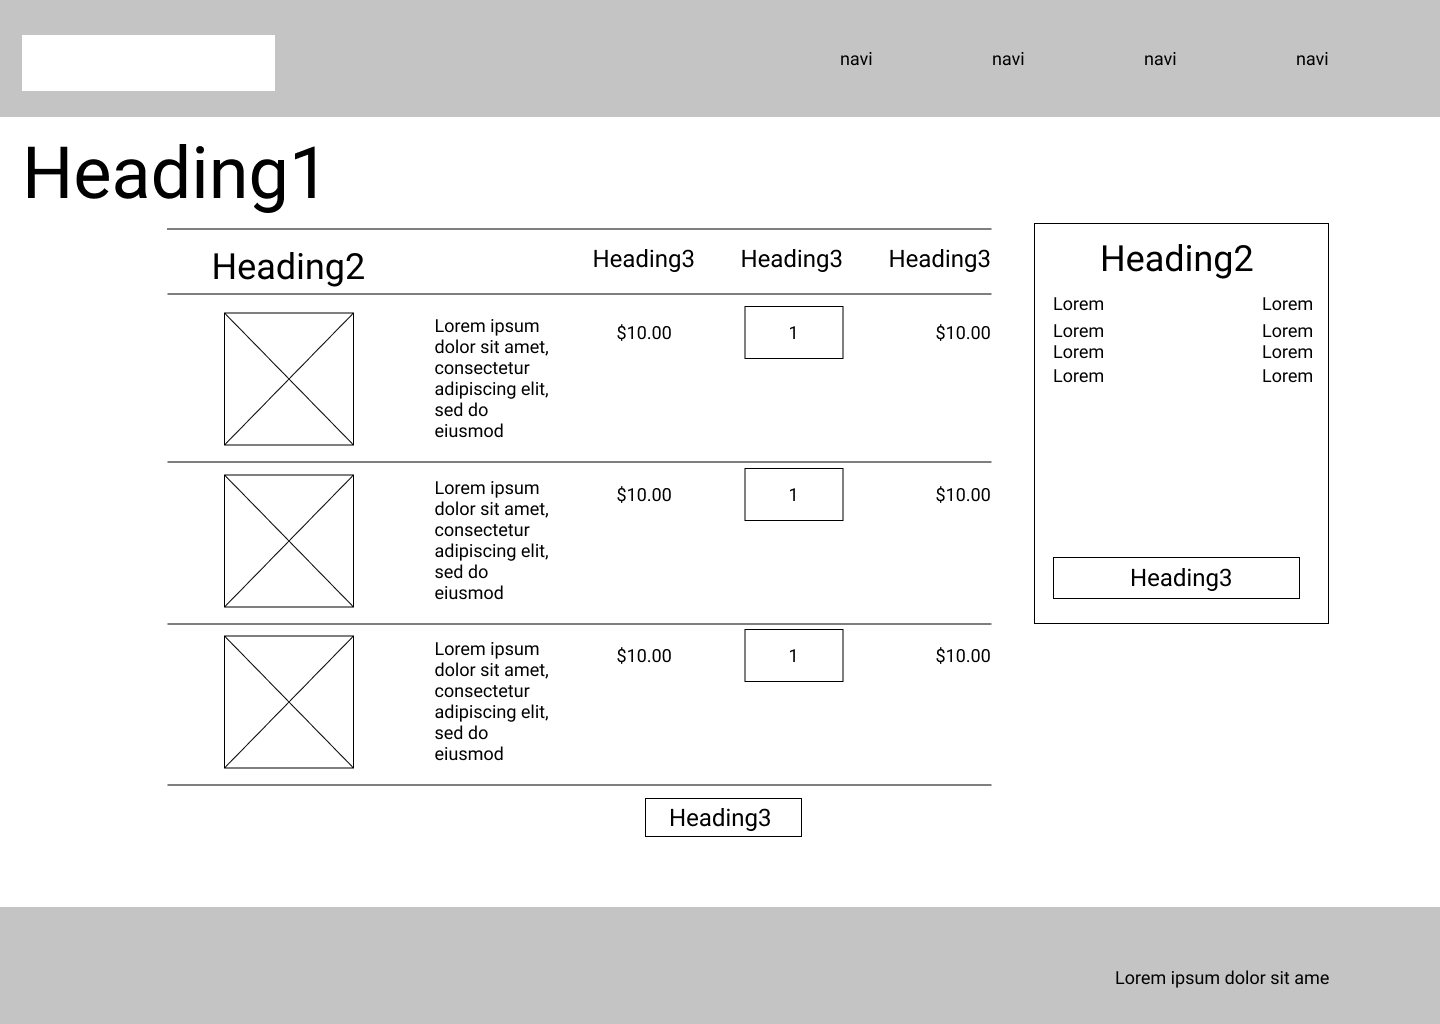 navi navi navi navi
Heading1
Heading2 Heading3 Heading3 Heading3
Lorem ipsum
dolor sit amet,
consectetur
adipiscing elit,
sed do
eiusmod
$10.00 1 $10.00
Lorem ipsum
dolor sit amet,
consectetur
adipiscing elit,
sed do
eiusmod
$10.00 1 $10.00
Lorem ipsum
dolor sit amet,
consectetur
adipiscing elit,
sed do
eiusmod
$10.00 1 $10.00
Heading3
Heading2
Lorem Lorem
Lorem Lorem
Lorem Lorem
Lorem Lorem
Heading3
Lorem ipsum dolor sit ame